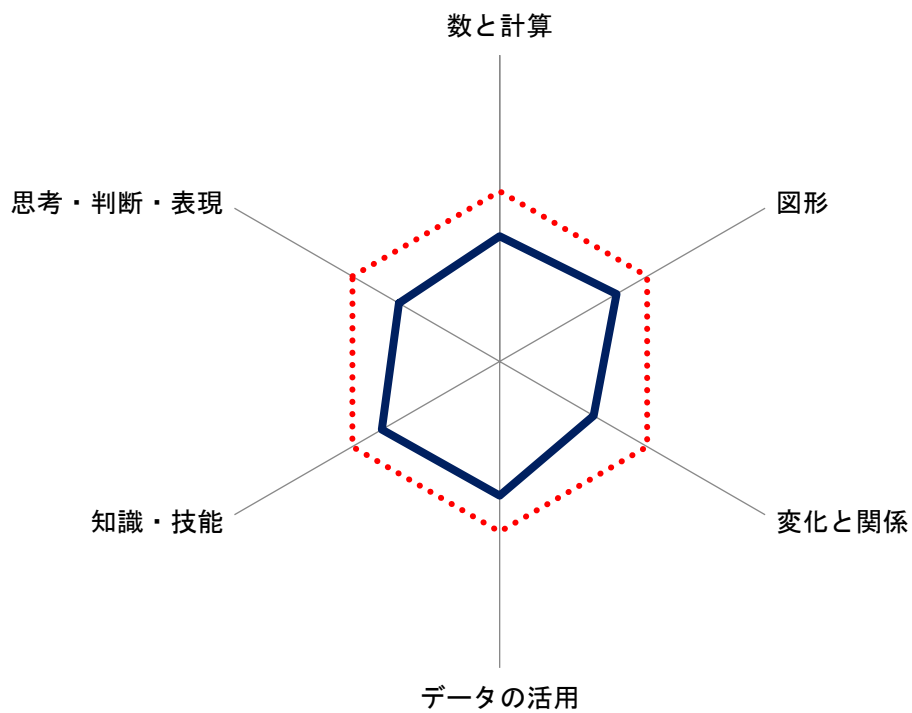 数と計算
思考・判断・表現
図形
知識・技能
変化と関係
データの活用